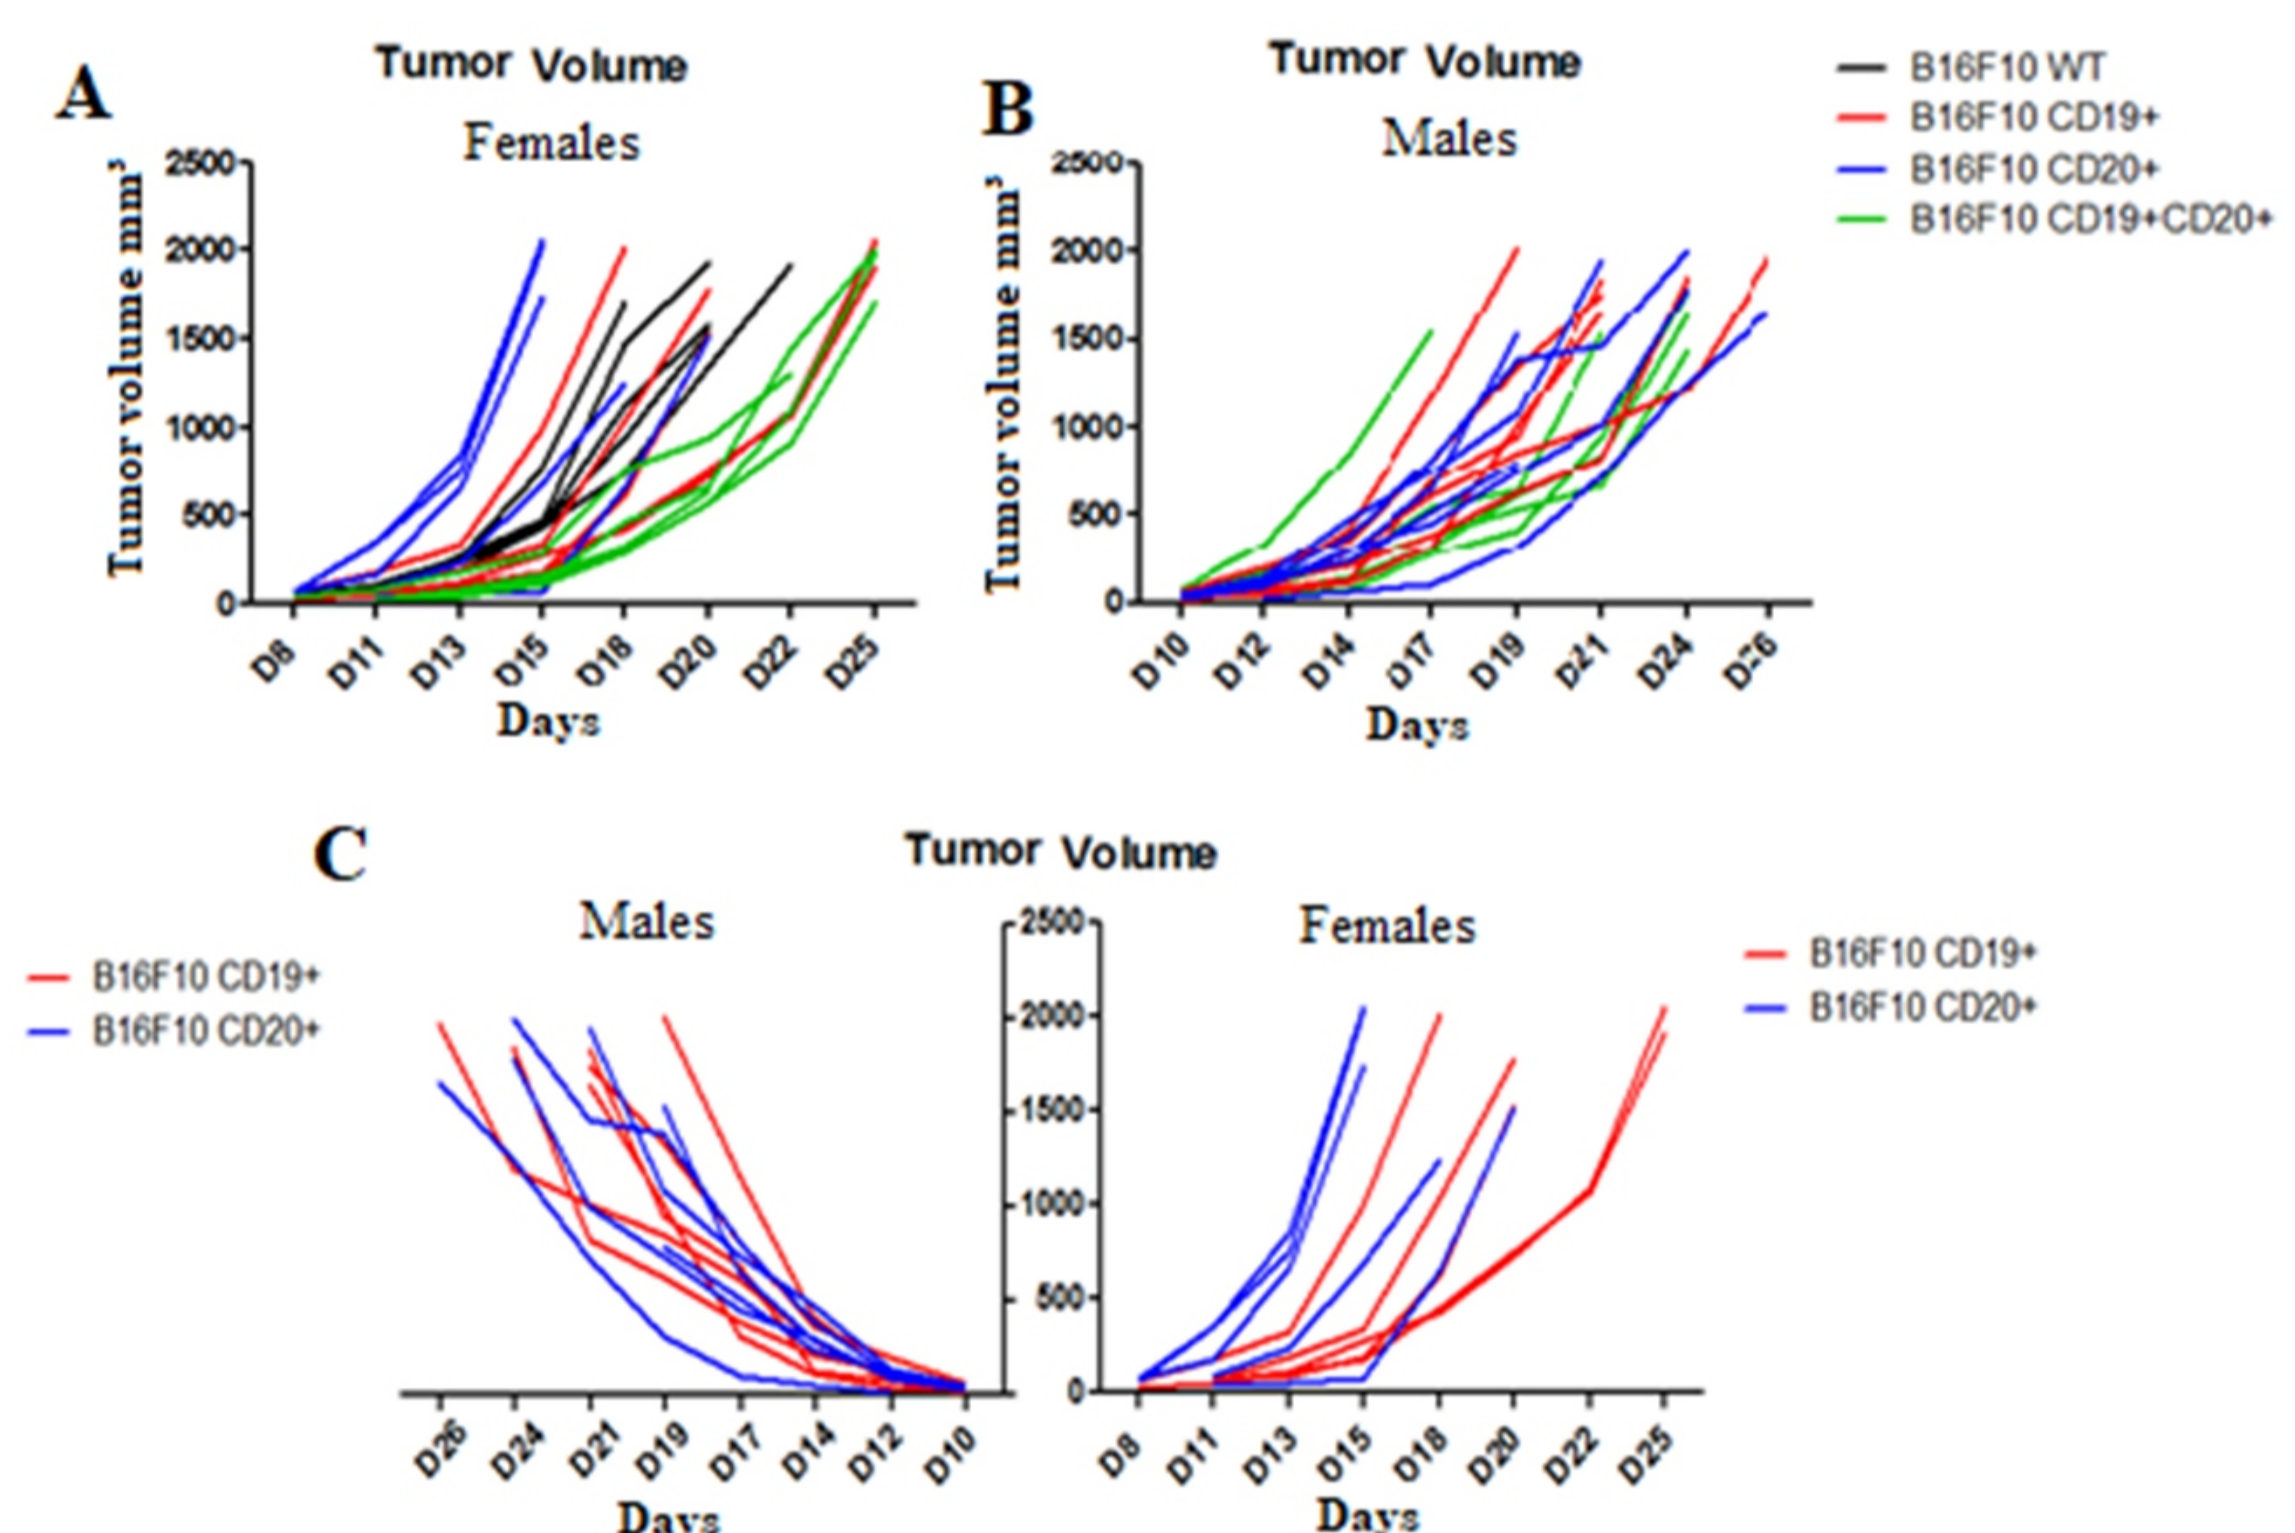 A
Tumor Volume
Females
Tumor volume mm³
2500
2000
1500
1000
500
0
D8 D11 D13 D15 D18 D20 D22 D25
Days
B
Tumor Volume
Males
Tumor volume mm³
2500
2000
1500
1000
500
0
D10 D12 D14 D17 D19 D21 D24 D26
Days
B16F10 WT
B16F10 CD19+
B16F10 CD20+
B16F10 CD19+CD20+
C
Tumor Volume
Males
B16F10 CD19+
B16F10 CD20+
D26 D24 D21 D19 D17 D14 D12 D10
Days
Females
2500
2000
1500
1000
500
0
D8 D11 D13 D15 D18 D20 D22 D25
Days
B16F10 CD19+
B16F10 CD20+